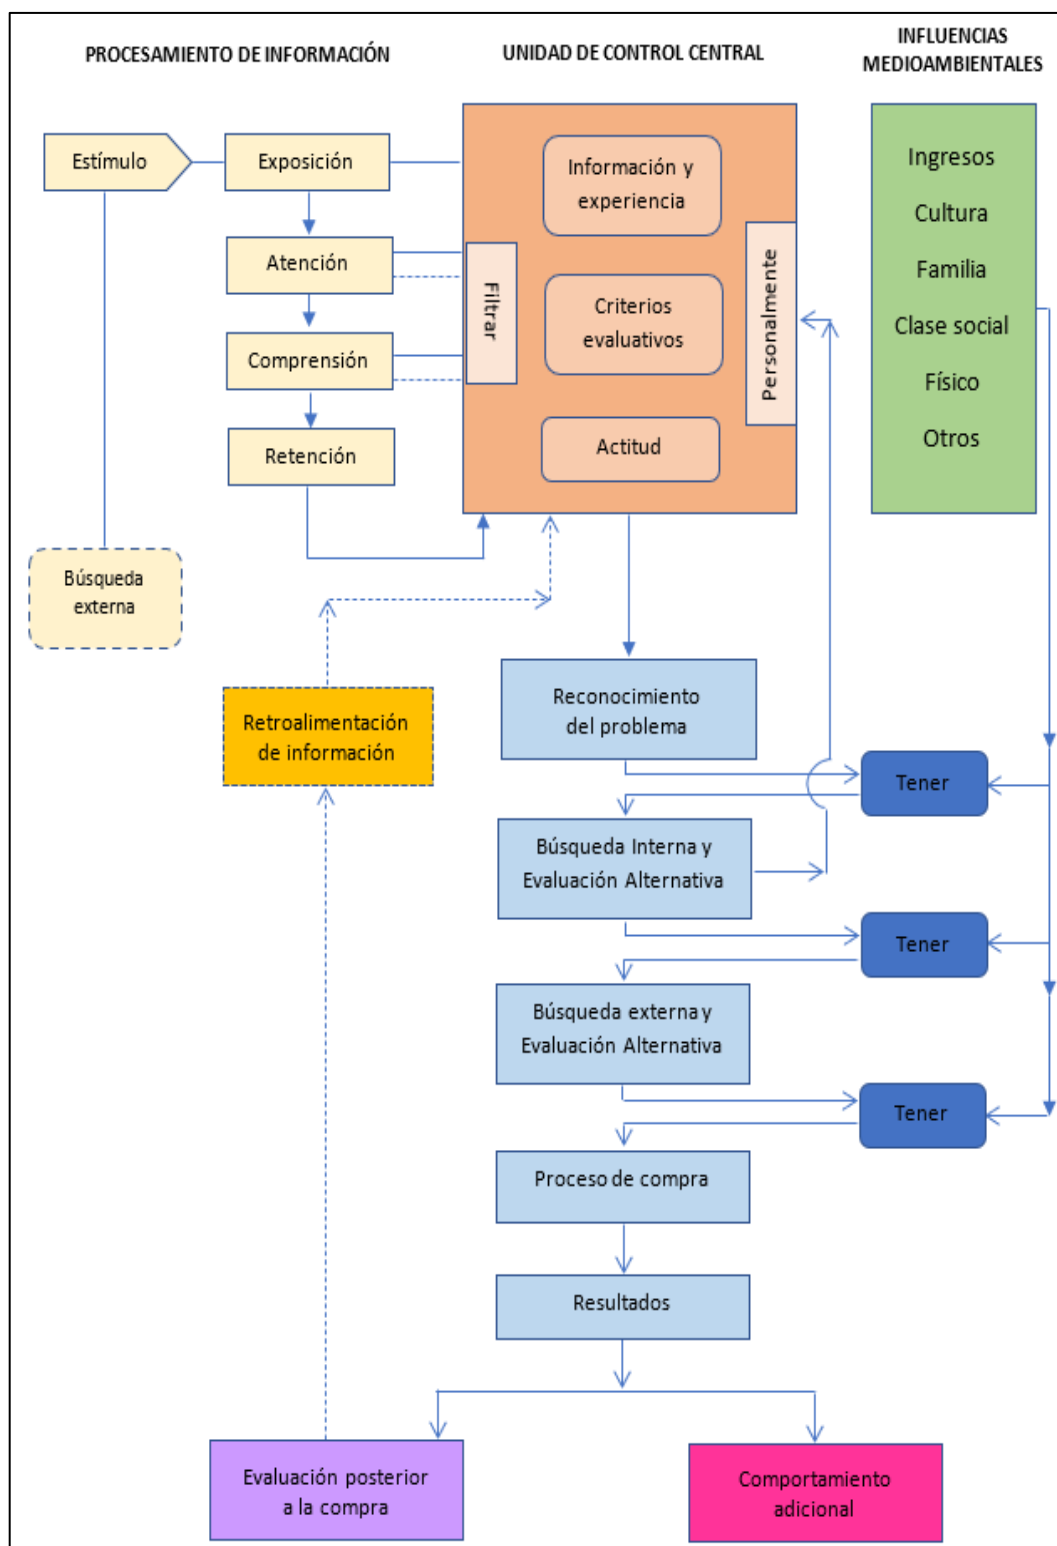 PROCESAMIENTO DE INFORMACIÓN
UNIDAD DE CONTROL CENTRAL
INFLUENCIAS
MEDIOAMBIENTALES
Estímulo
Exposición
Atención
Comprensión
Retención
Búsqueda
externa
Filtrar
Información y
experiencia
Criterios
evaluativos
Actitud
Personalmente
Ingresos
Cultura
Familia
Clase social
Físico
Otros
Retroalimentación
de información
Reconocimiento
del problema
Tener
Búsqueda Interna y
Evaluación Alternativa
Tener
Búsqueda externa y
Evaluación Alternativa
Tener
Proceso de compra
Resultados
Evaluación posterior
a la compra
Comportamiento
adicional